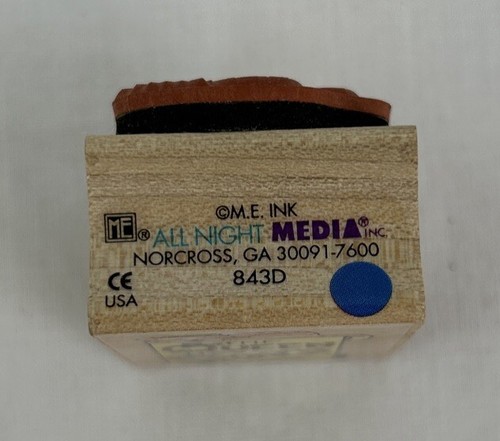 ©M.E. INK
ME® ALL NIGHT MEDIA® INC.
NORCROSS, GA 30091-7600
CE 843D
USA